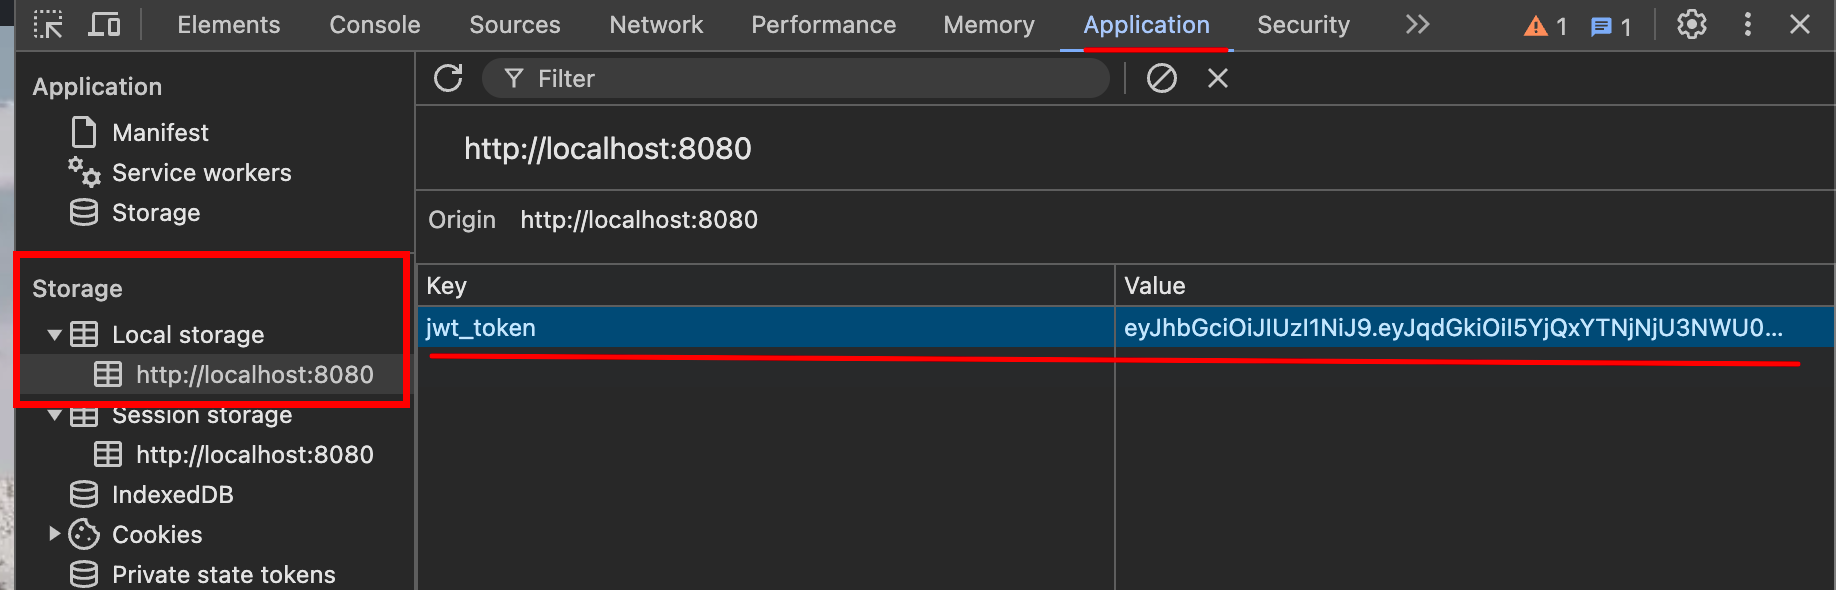 Elements Console Sources Network Performance Memory Application Security 1 1
Application
Manifest
Service workers
Storage
Storage
Local storage
http://localhost:8080
Session storage
http://localhost:8080
IndexedDB
Cookies
Private state tokens
Filter
http://localhost:8080
Origin http://localhost:8080
Key Value
jwt_token eyJhbGciOiJIUzI1NiJ9.eyJqdGkiOiI5YjQxYTNjNjU3NWU0...